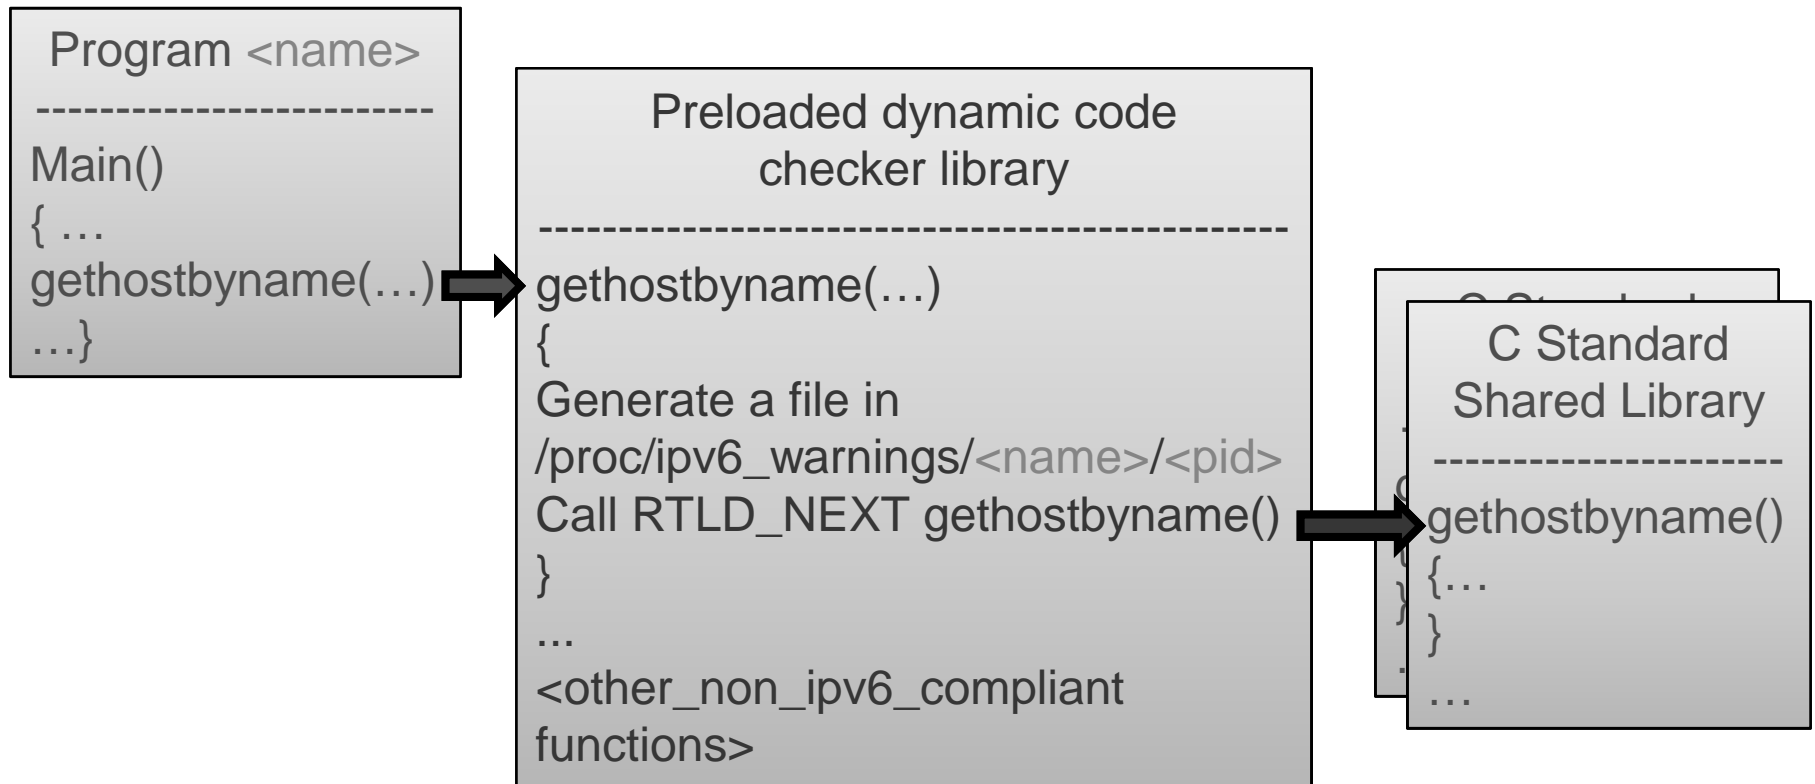 Program <name>
-------------------------
Main()
{ …
gethostbyname(…)
…}
Preloaded dynamic code
checker library
-----------------------------------------------
gethostbyname(…)
{
Generate a file in
/proc/ipv6_warnings/<name>/<pid>
Call RTLD_NEXT gethostbyname()
}
...
<other_non_ipv6_compliant
functions>
C Standard
Shared Library
----------------------
gethostbyname()
{…
}
…